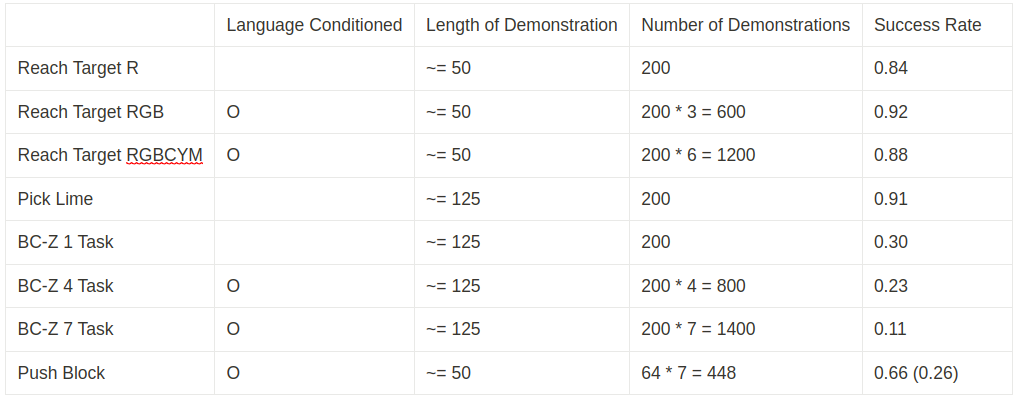 Language Conditioned Length of Demonstration Number of Demonstrations Success Rate
Reach Target R ~= 50 200 0.84
Reach Target RGB O ~= 50 200 * 3 = 600 0.92
Reach Target RGBCYM O ~= 50 200 * 6 = 1200 0.88
Pick Lime ~= 125 200 0.91
BC-Z 1 Task ~= 125 200 0.30
BC-Z 4 Task O ~= 125 200 * 4 = 800 0.23
BC-Z 7 Task O ~= 125 200 * 7 = 1400 0.11
Push Block O ~= 50 64 * 7 = 448 0.66 (0.26)